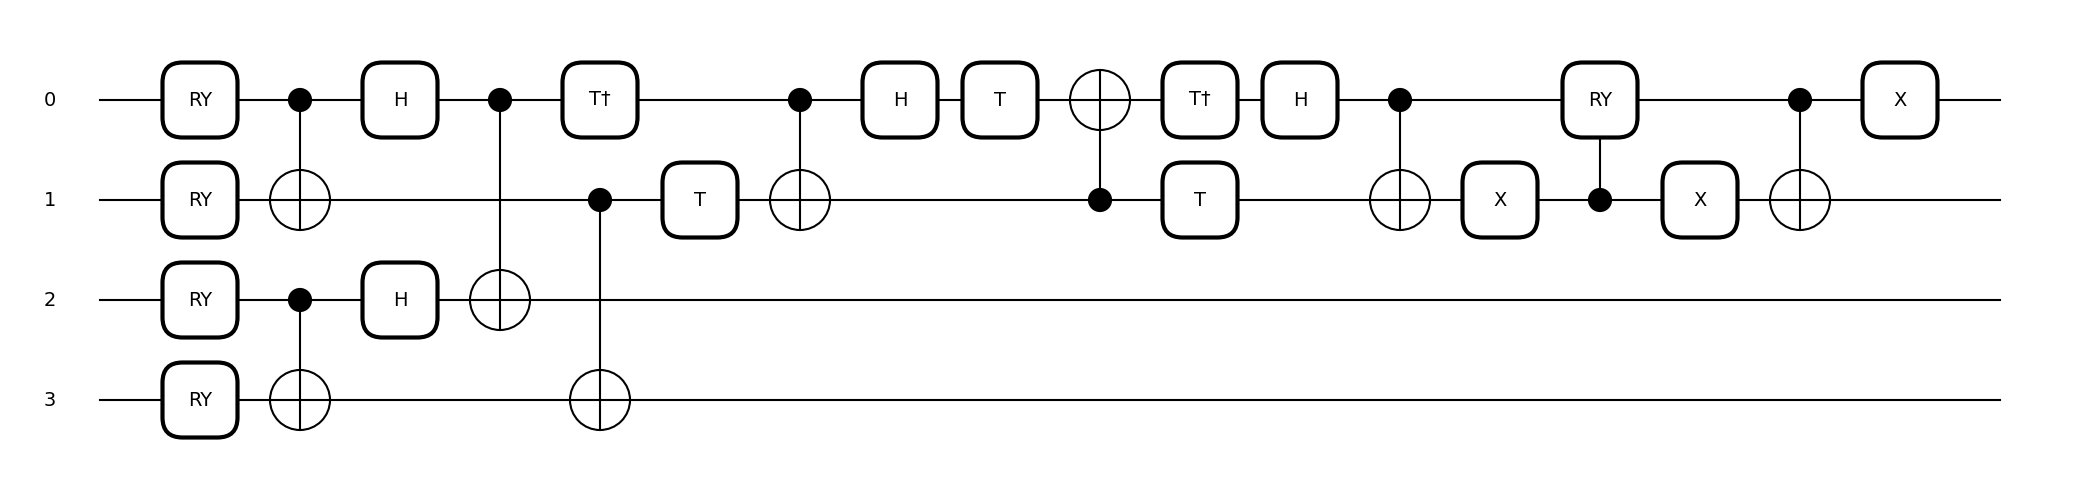 0 RY H T† H T T† H RY X
1 RY T T X X
2 RY H
3 RY